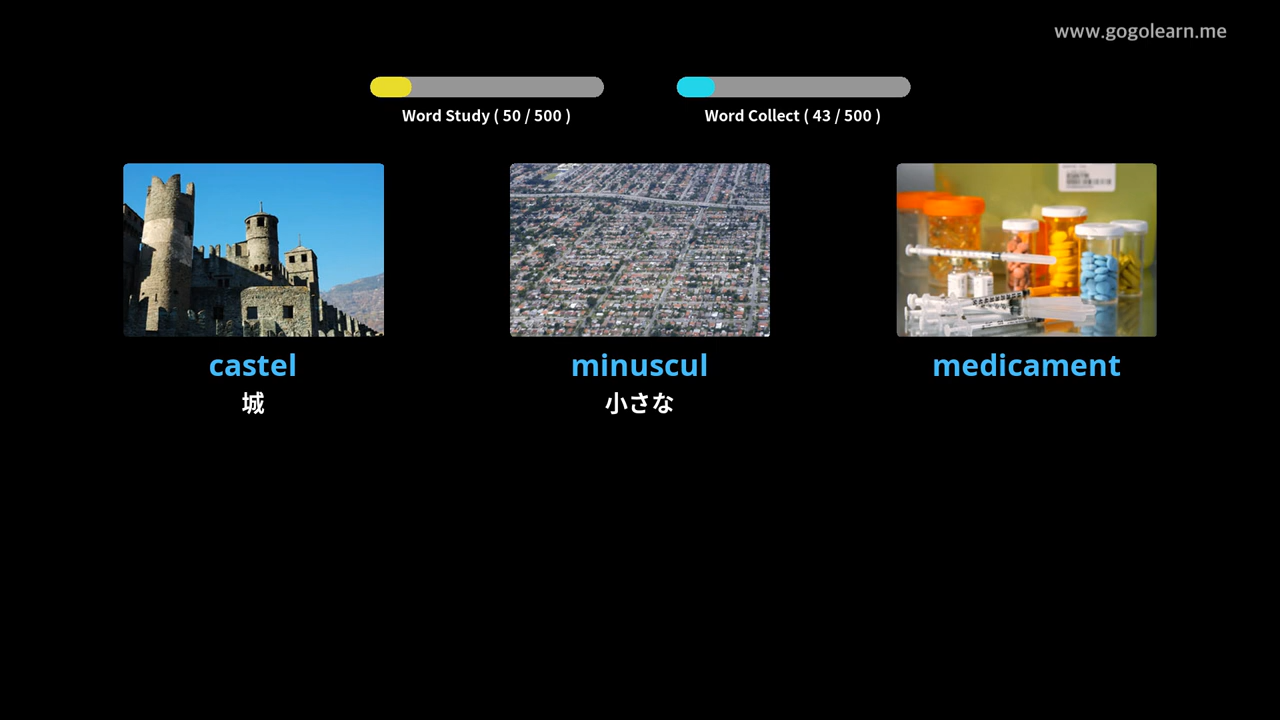 www.gogolearn.me
Word Study ( 50 / 500 )
Word Collect ( 43 / 500 )
castel
minuscul
medicament
城
小さな